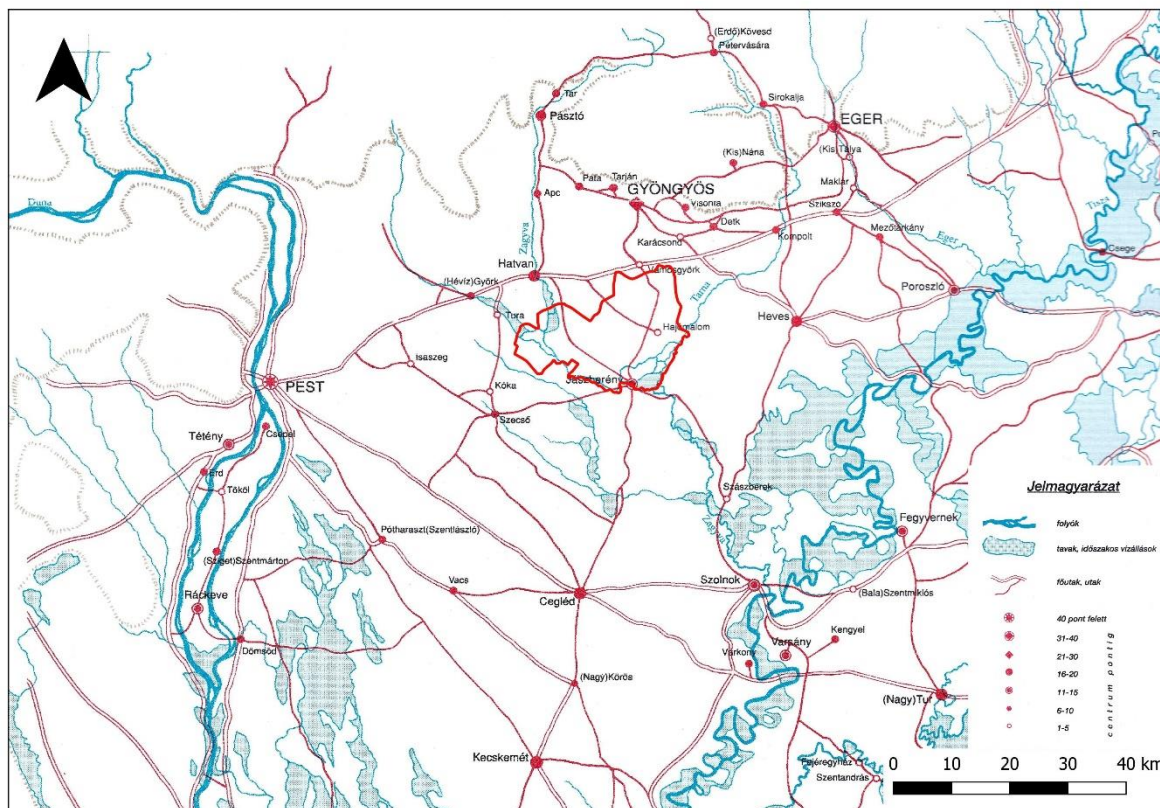 (Erdő)Kövesd
Pétervására
Tar
Pásztó
Sirokalja
EGER
(Kis)Tálya
(Kis)Nána
Maklár
Pata
Tarján
Apc
GYÖNGYÖS
Visonta
Szikszó
Detk
Kompolt
Karácsond
Mezőtárkány
Eger
Tisza
Csege
Duna
Zagyva
Hatvan
Vámosgyörk
Tarna
(Hévíz)Györk
Poroszló
Tura
Heves
Hajtamalom
Isaszeg
PEST
Jászberény
Kóka
Szecső
Csepel
Tétény
Érd
Tököl
Szászberek
Zagyva
Fegyvernek
Pótharaszt(Szentlászló)
(Sziget)Szentmárton
Vacs
Cegléd
Szolnok
(Bala)Szentmiklós
Ráckeve
Dömsöd
Varsány
Kengyel
Várkony
(Nagy)Kőrös
(Nagy)Tur
Kecskemét
Fejéregyház
Szentandrás
Jelmagyarázat
folyók
tavak, időszakos vízállások
főutak, utak
40 pont felett
31-40
21-30
16-20
11-15
6-10
1-5
centrum pontig
0 10 20 30 40 km